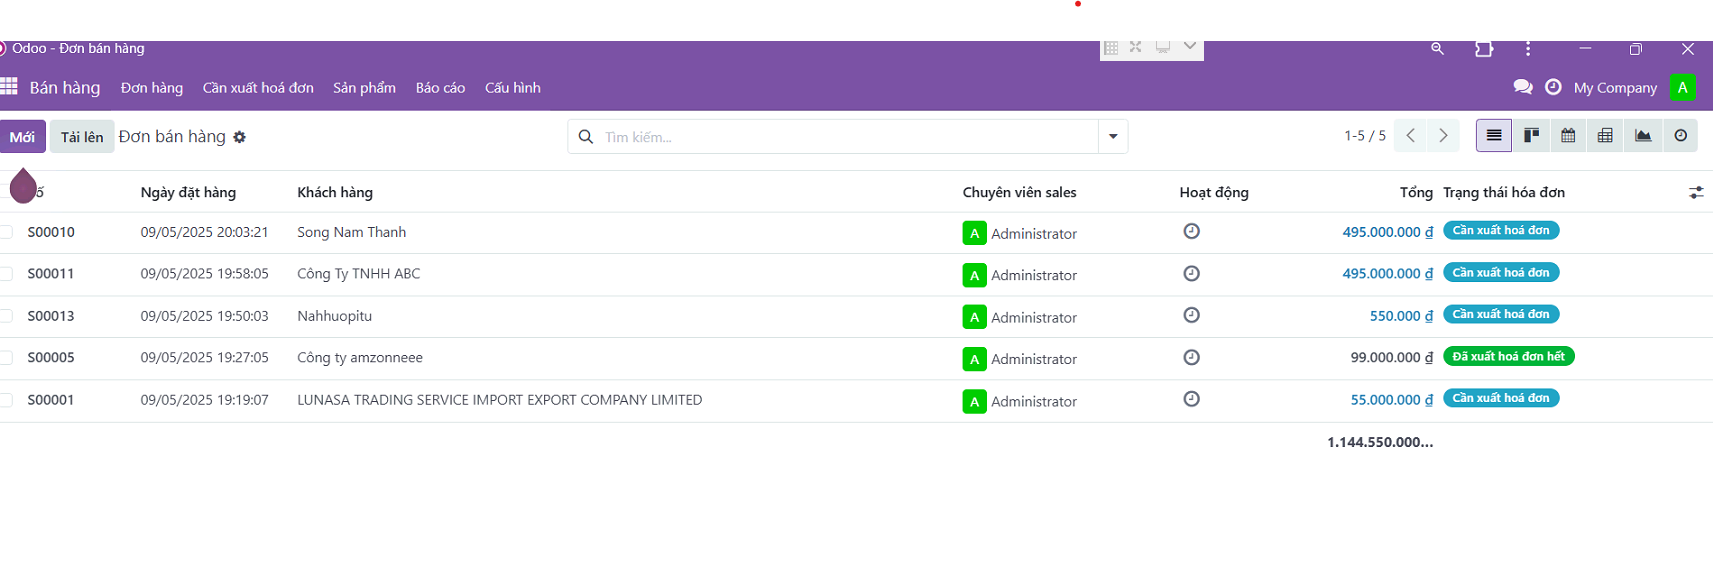 Odoo - Đơn bán hàng
Bán hàng Đơn hàng Cần xuất hoá đơn Sản phẩm Báo cáo Cấu hình My Company A
Mới Tải lên Đơn bán hàng Tìm kiếm... 1-5 / 5
Ngày đặt hàng Khách hàng Chuyên viên sales Hoạt động Tổng Trạng thái hóa đơn
S00010 09/05/2025 20:03:21 Song Nam Thanh A Administrator 495.000.000 ₫ Cần xuất hoá đơn
S00011 09/05/2025 19:58:05 Công Ty TNHH ABC A Administrator 495.000.000 ₫ Cần xuất hoá đơn
S00013 09/05/2025 19:50:03 Nahhuopitu A Administrator 550.000 ₫ Cần xuất hoá đơn
S00005 09/05/2025 19:27:05 Công ty amzonneee A Administrator 99.000.000 ₫ Đã xuất hoá đơn hết
S00001 09/05/2025 19:19:07 LUNASA TRADING SERVICE IMPORT EXPORT COMPANY LIMITED A Administrator 55.000.000 ₫ Cần xuất hoá đơn
1.144.550.000...